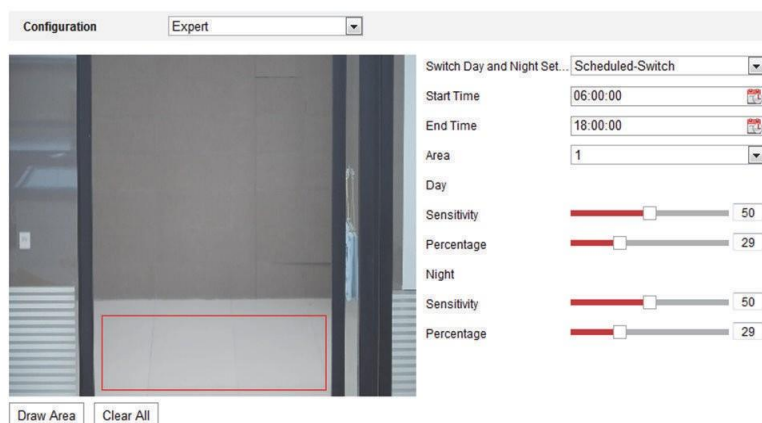 Configuration Expert
Switch Day and Night Set... Scheduled-Switch
Start Time 06:00:00
End Time 18:00:00
Area 1
Day
Sensitivity 50
Percentage 29
Night
Sensitivity 50
Percentage 29
Draw Area Clear All